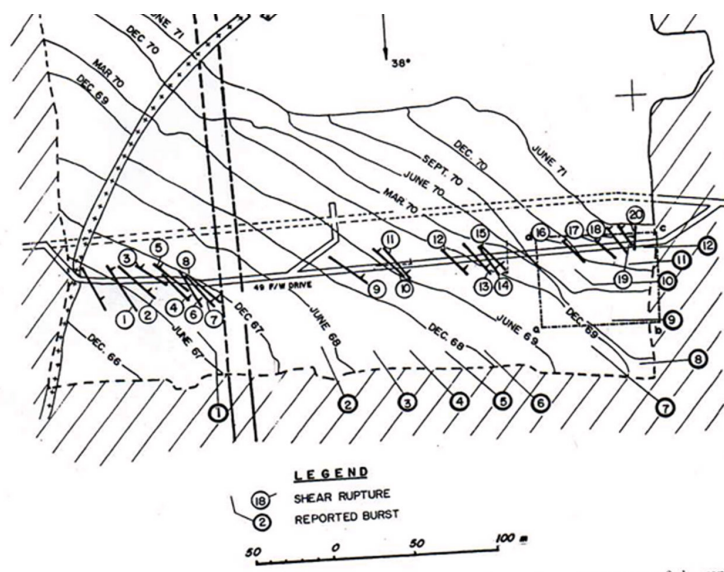 JUNE 71
DEC 70
MAR 70
DEC. 69
38°
DEC. 70
JUNE 71
SEPT. 70
JUNE 70
MAR 70
20
11
15
16
17
18
12
5
3
8
C
12
11
19
10
9
10
13
14
49 F/W DRIVE
1
2
4
6
7
DEC 67
JUNE 67
JUNE 68
DEC. 68
JUNE 69
DEC. 69
9
DEC. 66
8
1
2
3
4
5
6
7
LEGEND
18 SHEAR RUPTURE
2 REPORTED BURST
50 0 50 100 m